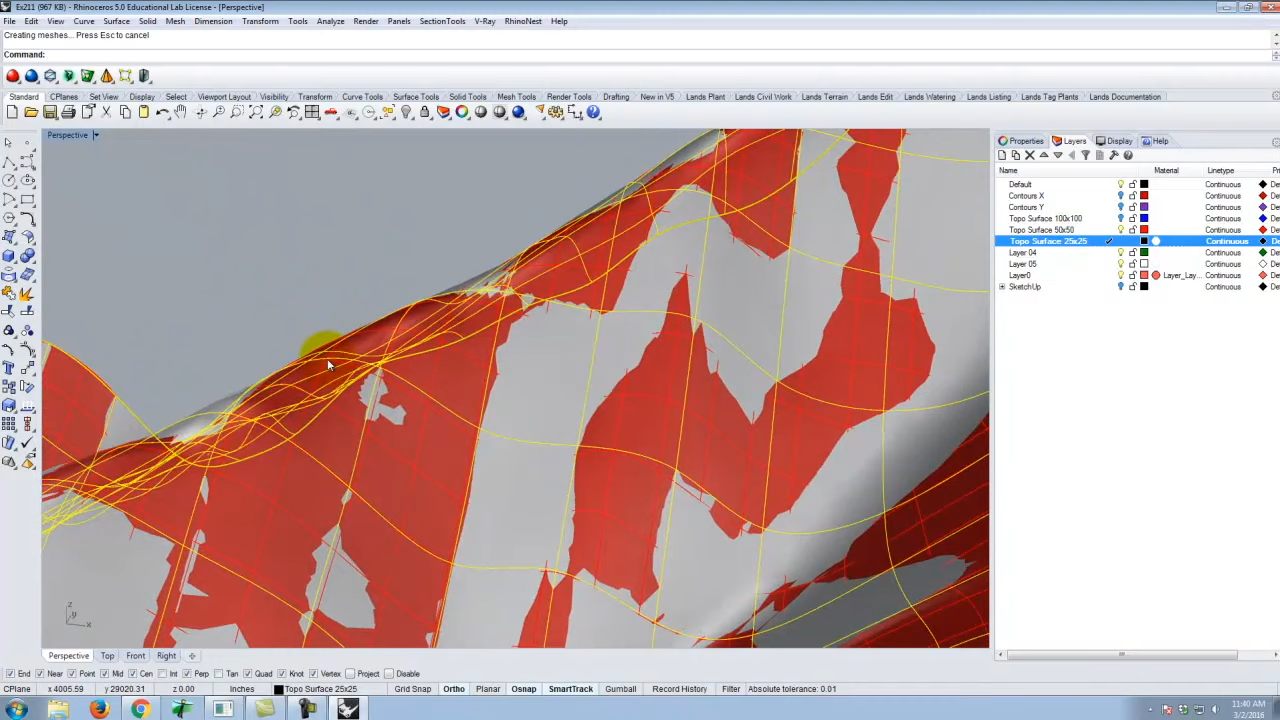 Ex211 (967 KB) - Rhinoceros 5.0 Educational Lab License - [Perspective]
File Edit View Curve Surface Solid Mesh Dimension Transform Tools Analyze Render Panels SectionTools V-Ray RhinoNest Help
Creating meshes... Press Esc to cancel
Command:
Standard CPlanes Set View Display Select Viewport Layout Visibility Transform Curve Tools Surface Tools Solid Tools Mesh Tools Render Tools Drafting New in V5 Lands Plant Lands Civil Work Lands Terrain Lands Edit Lands Watering Lands Listing Lands Tag Plants Lands Documentation
Perspective
Properties Layers Display Help
Name Material Linetype
Default Continuous
Contours X Continuous
Contours Y Continuous
Topo Surface 100x100 Continuous
Topo Surface 50x50 Continuous
Topo Surface 25x25 Continuous
Layer 04 Continuous
Layer 05 Continuous
Layer0 Layer_Lay... Continuous
SketchUp Continuous
z
y
x
Perspective Top Front Right
End Near Point Mid Cen Int Perp Tan Quad Knot Vertex Project Disable
CPlane x 4005.59 y 29020.31 z 0.00 Inches Topo Surface 25x25 Grid Snap Ortho Planar Osnap SmartTrack Gumball Record History Filter Absolute tolerance: 0.01
11:40 AM
3/2/2016